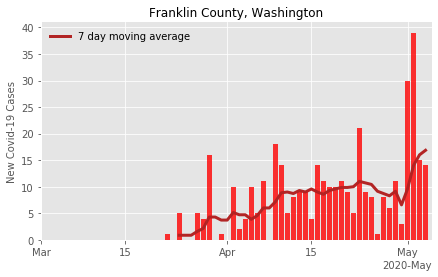 Franklin County, Washington
7 day moving average
New Covid-19 Cases
40
35
30
25
20
15
10
5
0
Mar 15 Apr 15 May
2020-May